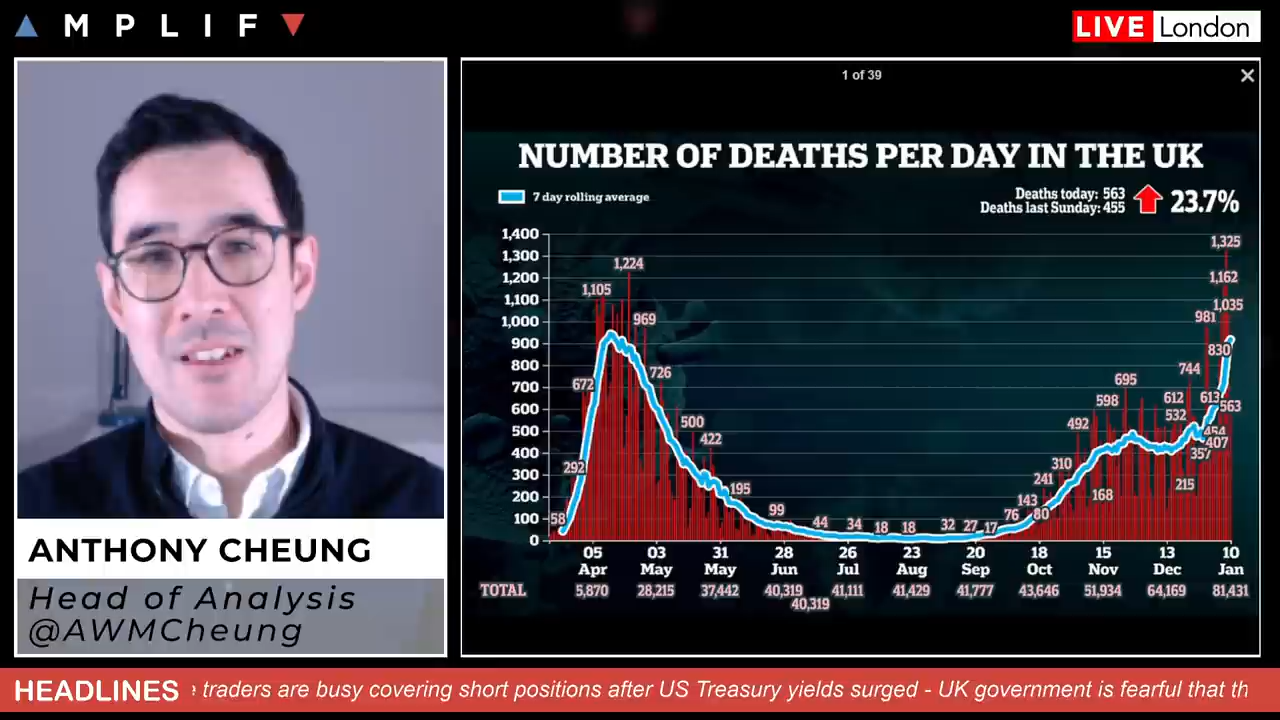 ▲ M P L I F ▼
LIVE London
1 of 39
NUMBER OF DEATHS PER DAY IN THE UK
7 day rolling average
Deaths today: 563
Deaths last Sunday: 455
23.7%
1,400
1,300
1,200
1,100
1,000
900
800
700
600
500
400
300
200
100
0
58
292
672
1,105
1,224
969
726
500
422
195
99
44
34
18
18
32
27
17
76
143
80
241
310
492
598
168
695
612
532
215
744
357
454
407
613
563
830
981
1,035
1,162
1,325
05 Apr
03 May
31 May
28 Jun
26 Jul
23 Aug
20 Sep
18 Oct
15 Nov
13 Dec
10 Jan
TOTAL 5,870 28,215 37,442 40,319 41,111 41,429 41,777 43,646 51,934 64,169 81,431
40,319
ANTHONY CHEUNG
Head of Analysis
@AWMCheung
HEADLINES traders are busy covering short positions after US Treasury yields surged - UK government is fearful that th